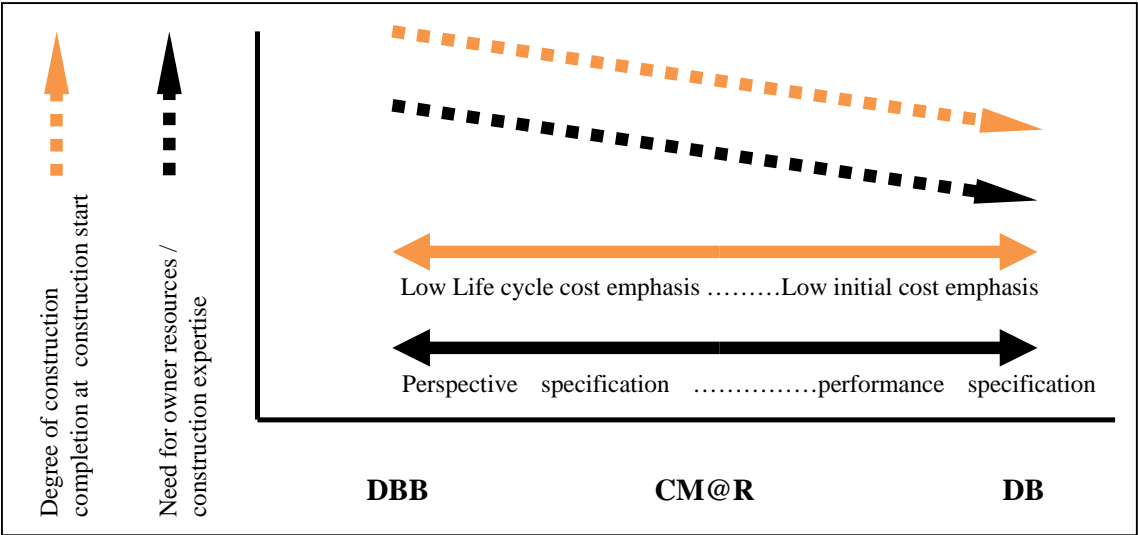 Degree of construction
completion at construction start
Need for owner resources /
construction expertise
Low Life cycle cost emphasis ………Low initial cost emphasis
Perspective specification ……………performance specification
DBB CM@R DB